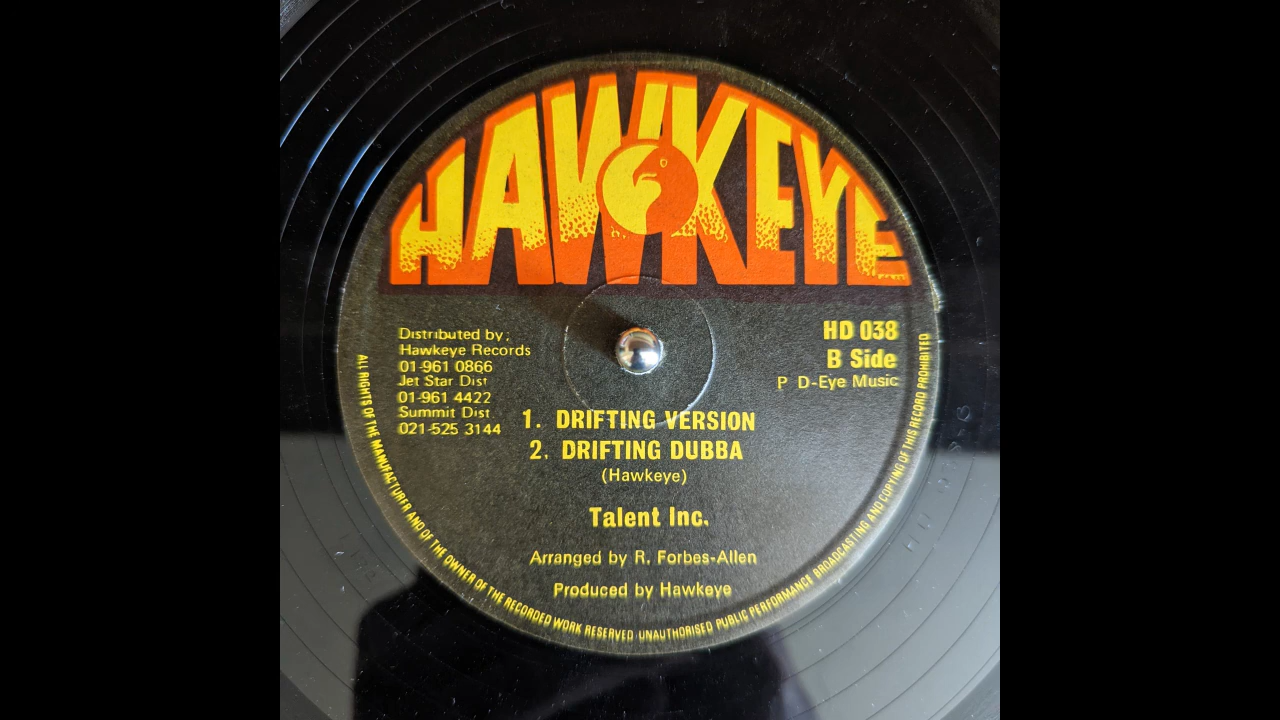 HAWKEYE
Distributed by;
Hawkeye Records
01-961 0866
Jet Star Dist
01-961 4422
Summit Dist.
021-525 3144
HD 038
B Side
P D-Eye Music
1. DRIFTING VERSION
2. DRIFTING DUBBA
(Hawkeye)
Talent Inc.
Arranged by R. Forbes-Allen
Produced by Hawkeye
ALL RIGHTS OF THE MANUFACTURER AND OF THE OWNER OF THE RECORDED WORK RESERVED UNAUTHORISED PUBLIC PERFORMANCE BROADCASTING AND COPYING OF THIS RECORD PROHIBITED